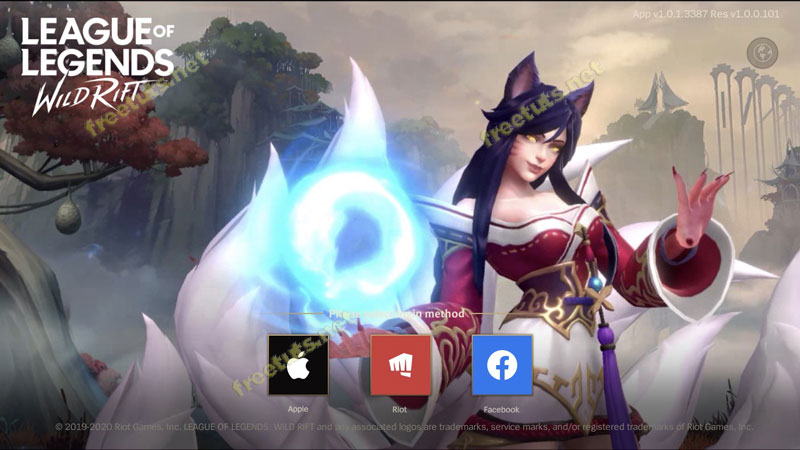 LEAGUE OF
LEGENDS
WILD RIFT
App v1.0.1.3387 Res v1.0.0.101
freetuts.net
freetuts.net
login method
freetuts.net
Apple
Riot
Facebook
© 2019-2020 Riot Games, Inc. LEAGUE OF LEGENDS: WILD RIFT and any associated logos are trademarks, service marks, and/or registered trademarks of Riot Games, Inc.